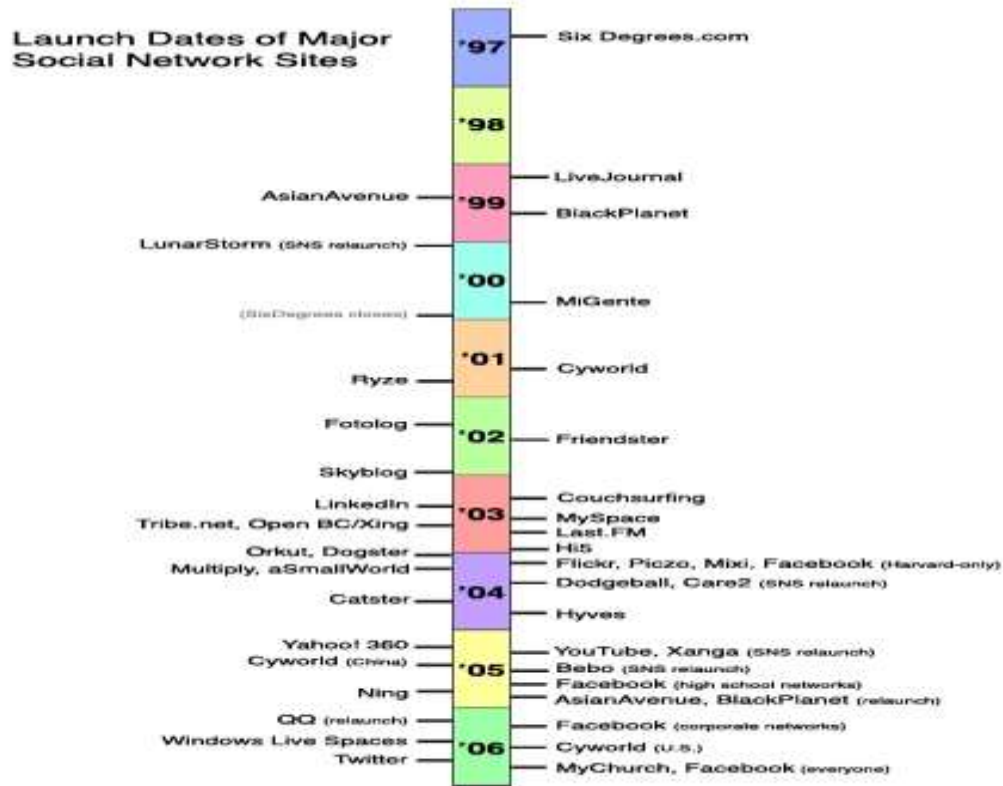 Launch Dates of Major
Social Network Sites
'97
Six Degrees.com
'98
LiveJournal
AsianAvenue
'99
BlackPlanet
LunarStorm (SNS relaunch)
'00
MiGente
(SixDegrees closes)
'01
Cyworld
Ryze
Fotolog
'02
Friendster
Skyblog
Couchsurfing
LinkedIn
'03
MySpace
Tribe.net, Open BC/Xing
Last.FM
Hi5
Orkut, Dogster
Flickr, Piczo, Mixi, Facebook (Harvard-only)
Multiply, aSmallWorld
Dodgeball, Care2 (SNS relaunch)
'04
Catster
Hyves
Yahoo! 360
YouTube, Xanga (SNS relaunch)
Cyworld (China)
'05
Bebo (SNS relaunch)
Facebook (high school networks)
Ning
AsianAvenue, BlackPlanet (relaunch)
QQ (relaunch)
Facebook (corporate networks)
Windows Live Spaces
'06
Cyworld (U.S.)
Twitter
MyChurch, Facebook (everyone)